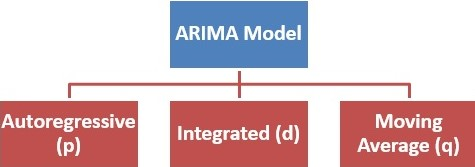 ARIMA Model
Autoregressive
(p)
Integrated (d)
Moving
Average (q)